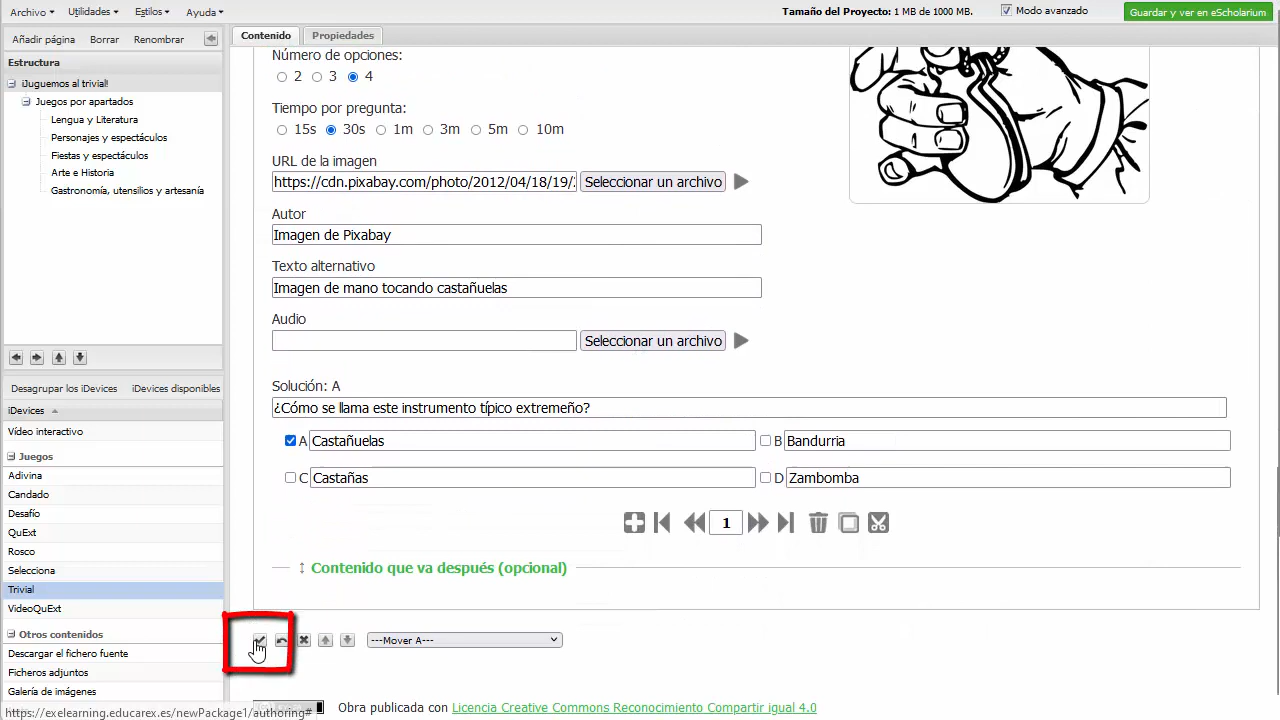 Archivo Utilidades Estilos Ayuda Tamaño del Proyecto: 1 MB de 1000 MB. Modo avanzado Guardar y ver en eScholarium
Añadir página Borrar Renombrar
Contenido Propiedades
Estructura
¡Juguemos al trivial!
Juegos por apartados
Lengua y Literatura
Personajes y espectáculos
Fiestas y espectáculos
Arte e Historia
Gastronomía, utensilios y artesanía
Desagrupar los iDevices iDevices disponibles
iDevices
Vídeo interactivo
Juegos
Adivina
Candado
Desafío
QuExt
Rosco
Selecciona
Trivial
VideoQuExt
Otros contenidos
Descargar el fichero fuente
Ficheros adjuntos
Galería de imágenes
https://exelearning.educarex.es/newPackage1/authoring#
Número de opciones:
2 3 4
Tiempo por pregunta:
15s 30s 1m 3m 5m 10m
URL de la imagen
https://cdn.pixabay.com/photo/2012/04/18/19/ Seleccionar un archivo
Autor
Imagen de Pixabay
Texto alternativo
Imagen de mano tocando castañuelas
Audio
Seleccionar un archivo
Solución: A
¿Cómo se llama este instrumento típico extremeño?
A Castañuelas B Bandurria
C Castañas D Zambomba
1
Contenido que va después (opcional)
---Mover A---
Obra publicada con Licencia Creative Commons Reconocimiento Compartir igual 4.0